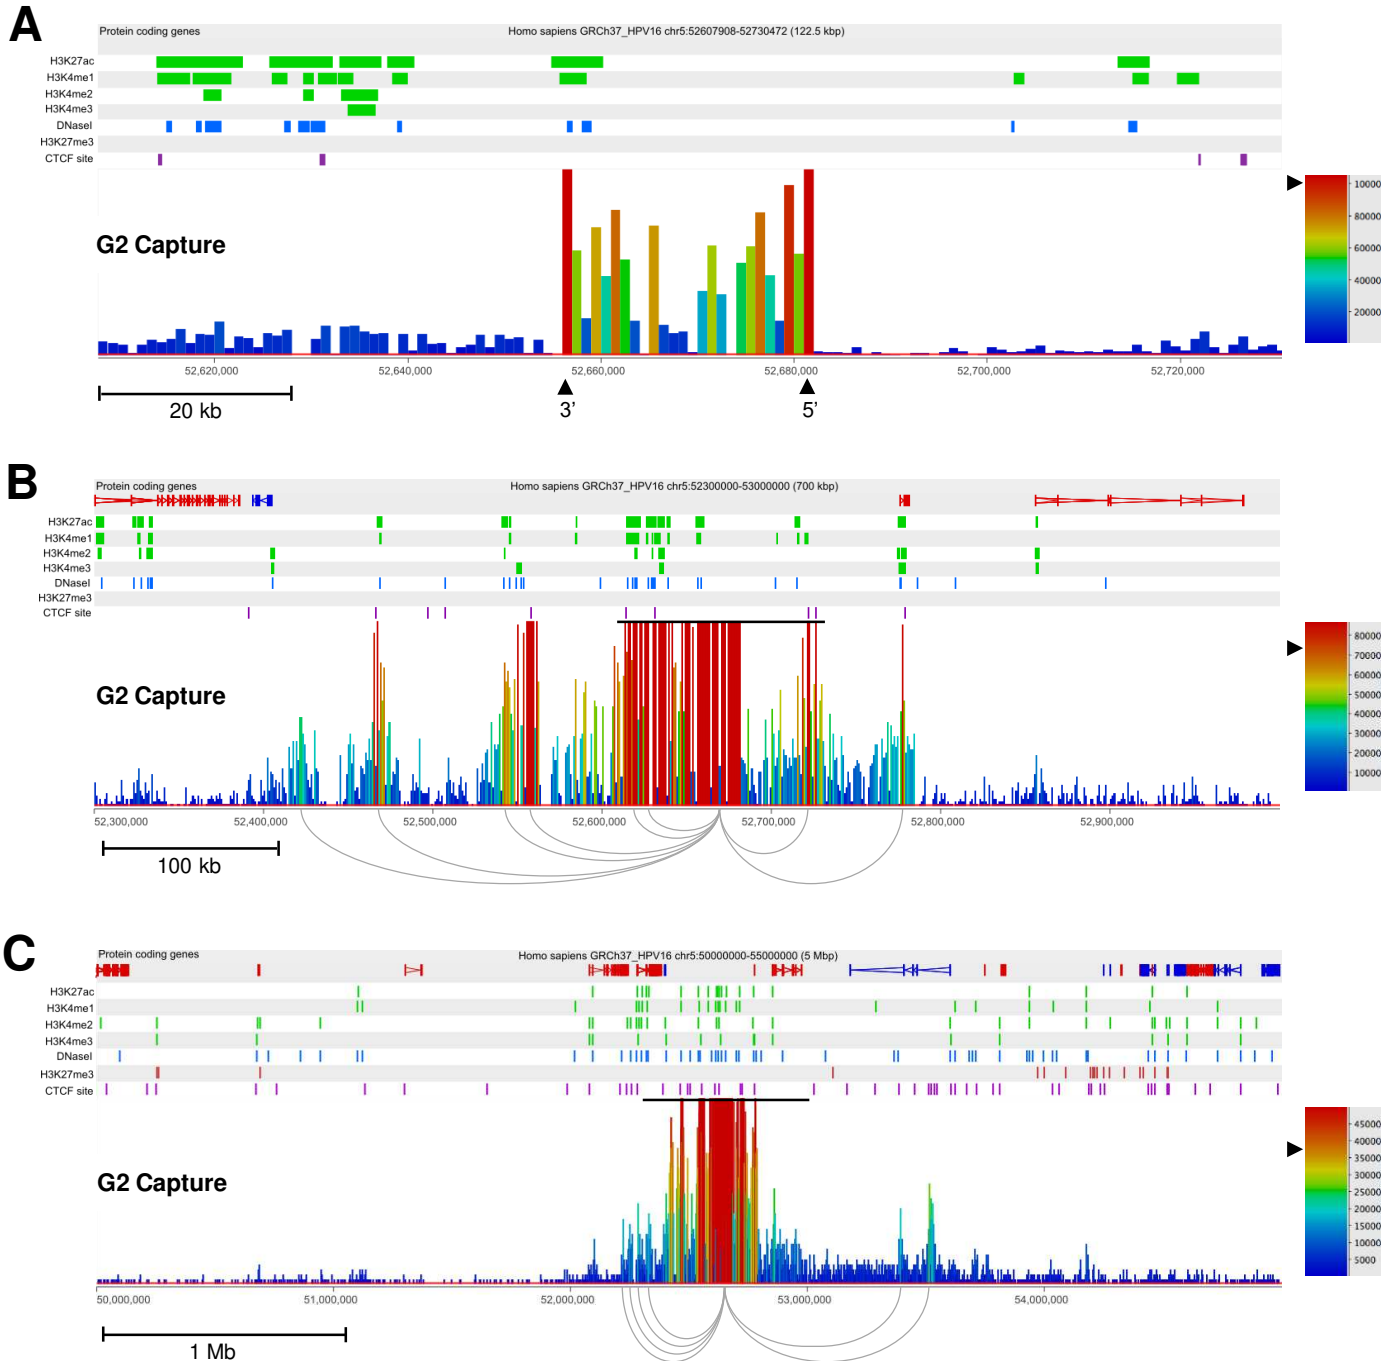 A
Protein coding genes
Homo sapiens GRCh37_HPV16 chr5:52607908-52730472 (122.5 kbp)
H3K27ac
H3K4me1
H3K4me2
H3K4me3
DNaseI
H3K27me3
CTCF site
G2 Capture
100000
80000
60000
40000
20000
52,620,000 52,640,000 52,660,000 52,680,000 52,700,000 52,720,000
20 kb
3’ 5’
B
Protein coding genes
Homo sapiens GRCh37_HPV16 chr5:52300000-53000000 (700 kbp)
H3K27ac
H3K4me1
H3K4me2
H3K4me3
DNaseI
H3K27me3
CTCF site
G2 Capture
80000
70000
60000
50000
40000
30000
20000
10000
52,300,000 52,400,000 52,500,000 52,600,000 52,700,000 52,800,000 52,900,000
100 kb
C
Protein coding genes
Homo sapiens GRCh37_HPV16 chr5:50000000-55000000 (5 Mbp)
H3K27ac
H3K4me1
H3K4me2
H3K4me3
DNaseI
H3K27me3
CTCF site
G2 Capture
45000
40000
35000
30000
25000
20000
15000
10000
5000
50,000,000 51,000,000 52,000,000 53,000,000 54,000,000
1 Mb